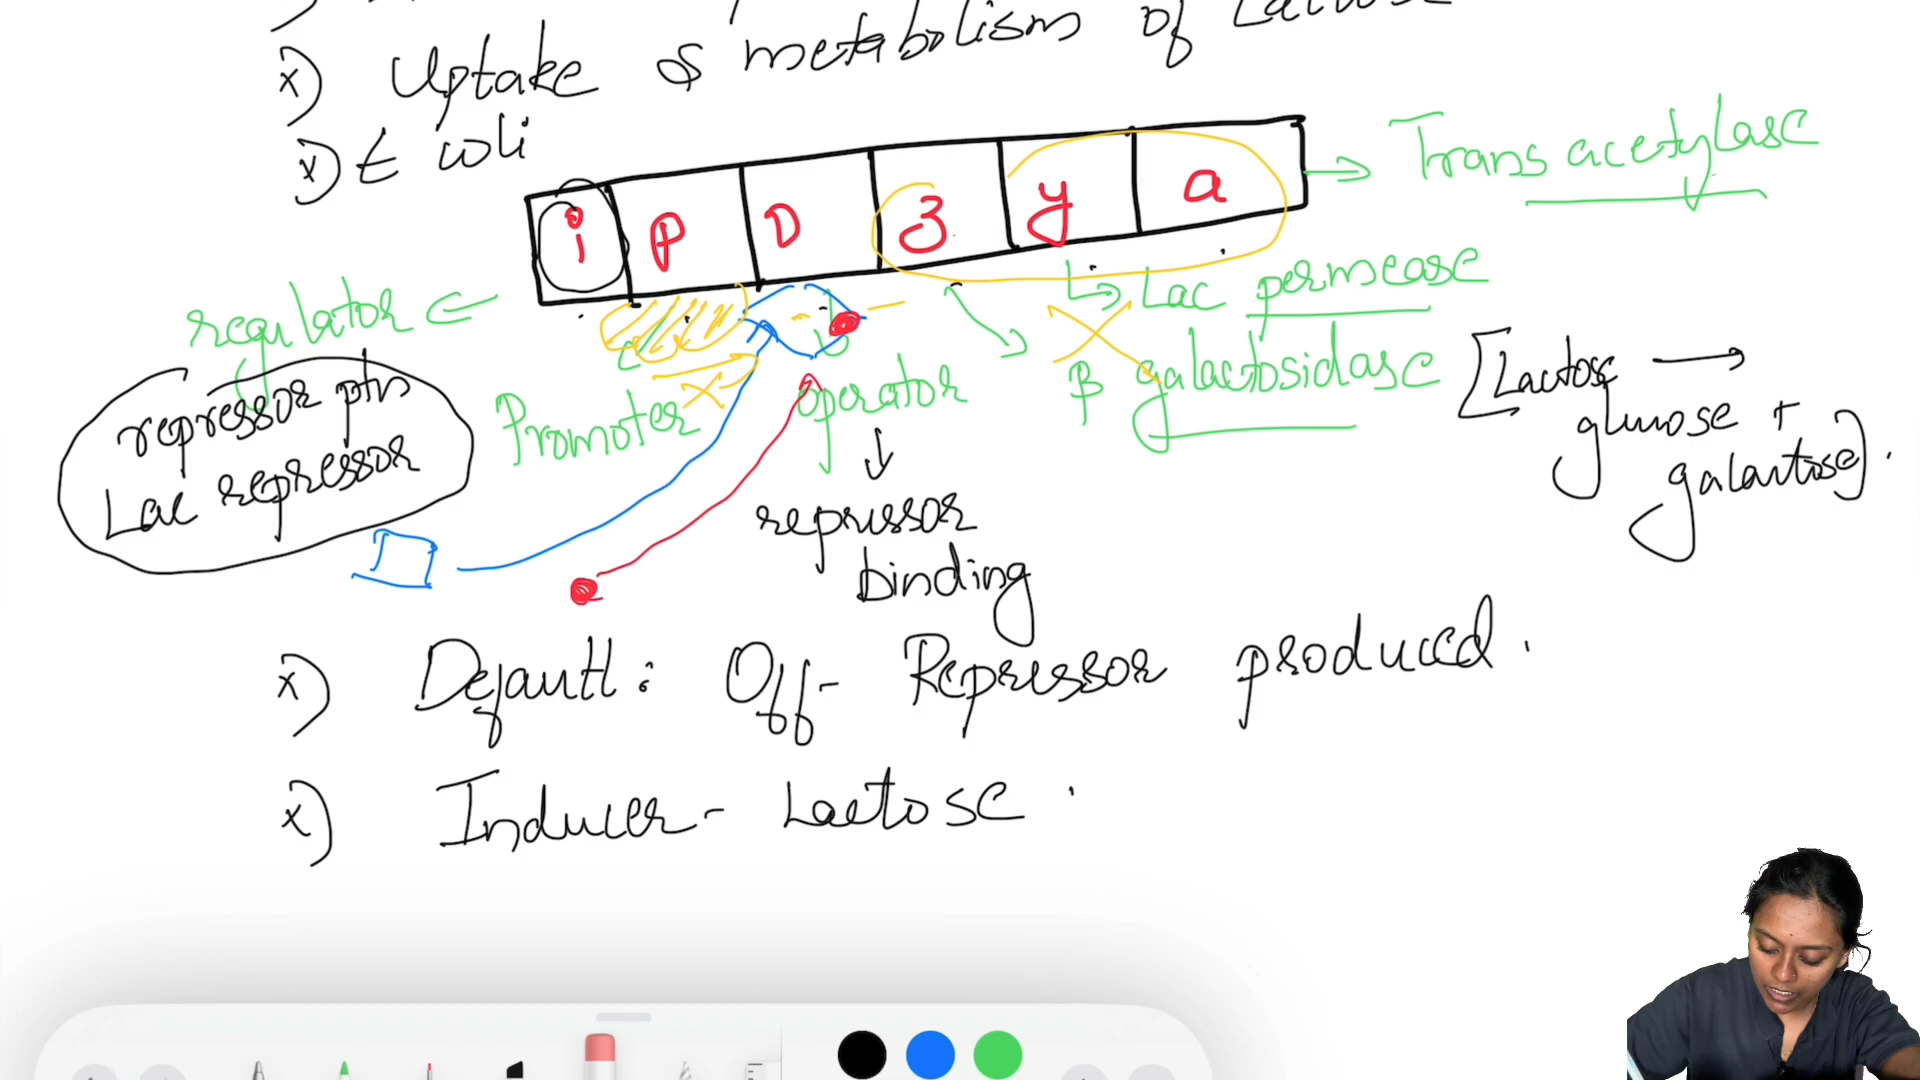 x) Uptake & metabolism of Lactose
x) E coli
i p O z y a
Trans acetylase
Lac permease
regulator
Promoter
operator
β galactosidase
[Lactose → glucose + galactose].
repressor ptn
Lac repressor
repressor binding
x) Default: Off- Repressor produced.
x) Inducer- Lactose.